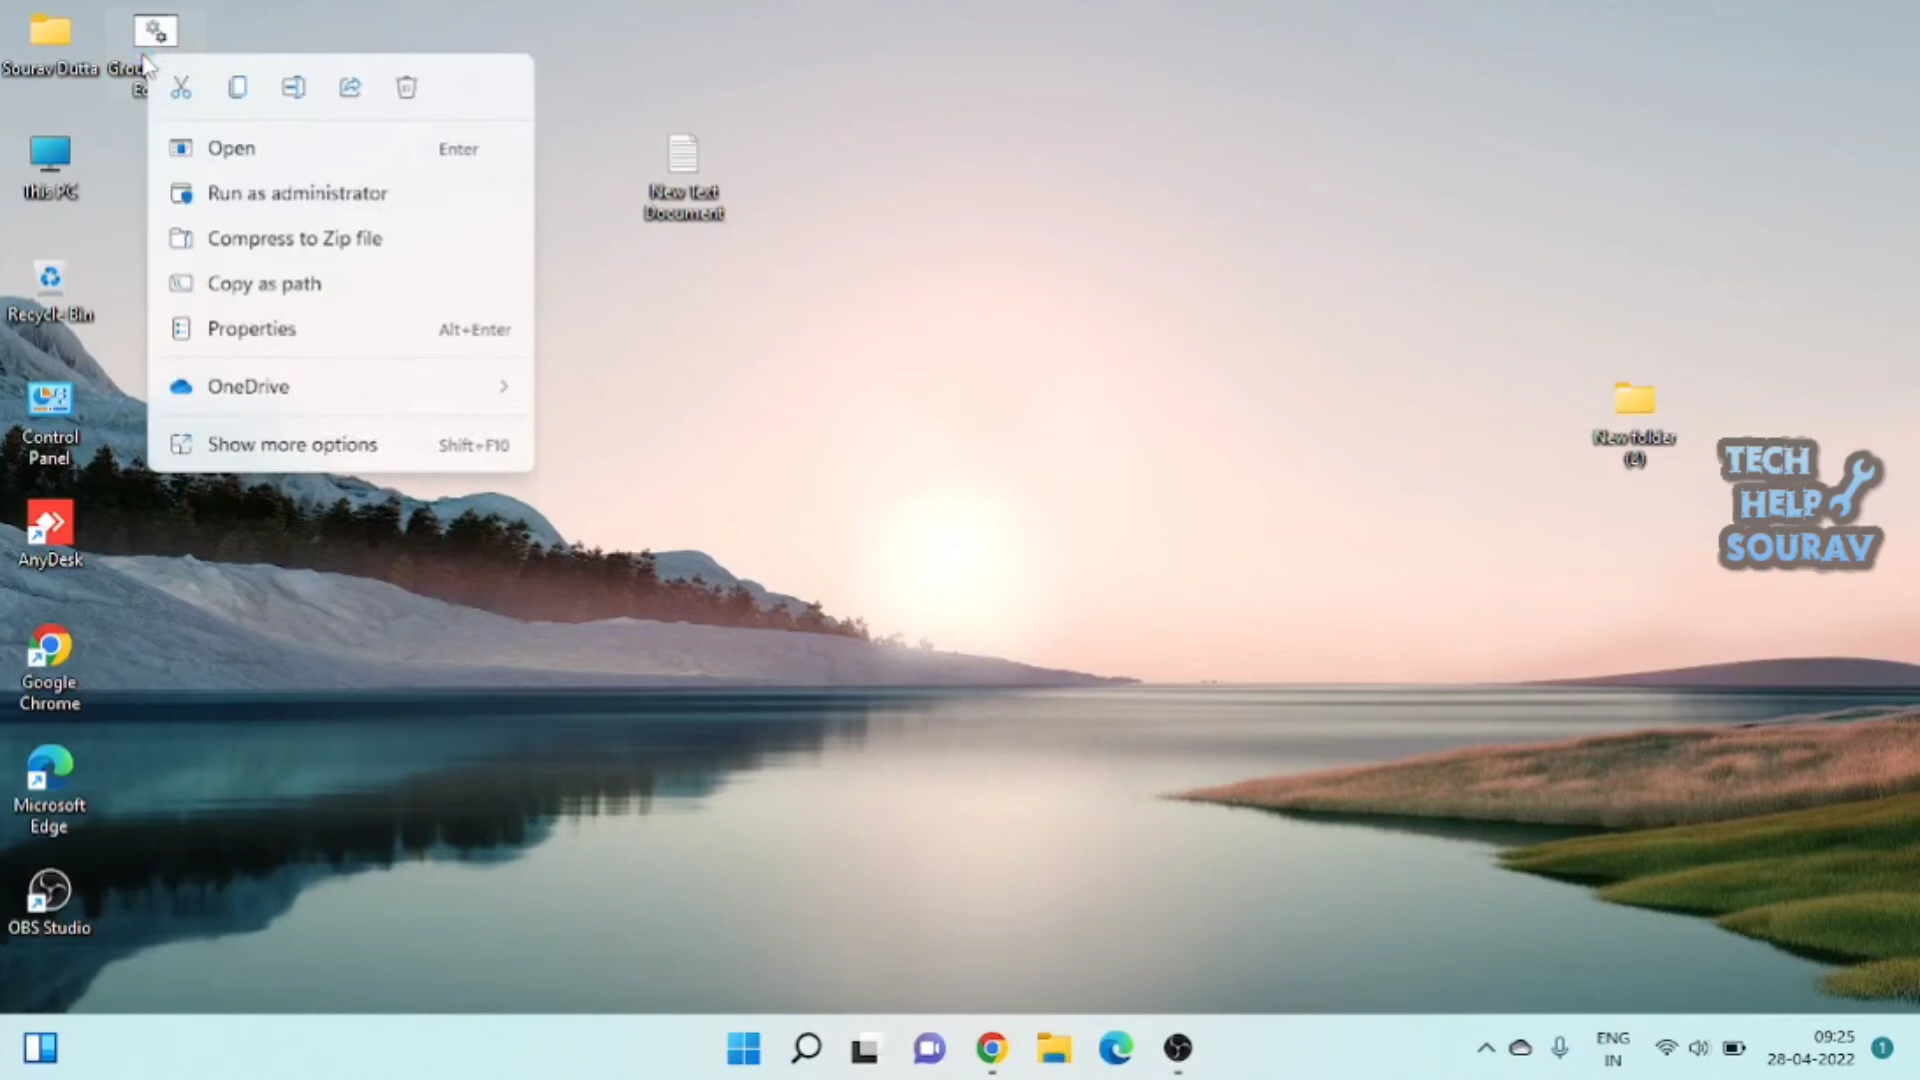 Sourav Dutta
This PC
Recycle Bin
Control
Panel
AnyDesk
Google
Chrome
Microsoft
Edge
OBS Studio
Open Enter
Run as administrator
Compress to Zip file
Copy as path
Properties Alt+Enter
OneDrive
Show more options Shift+F10
New Text
Document
New folder
(2)
TECH
HELP
SOURAV
ENG
IN
09:25
28-04-2022
1